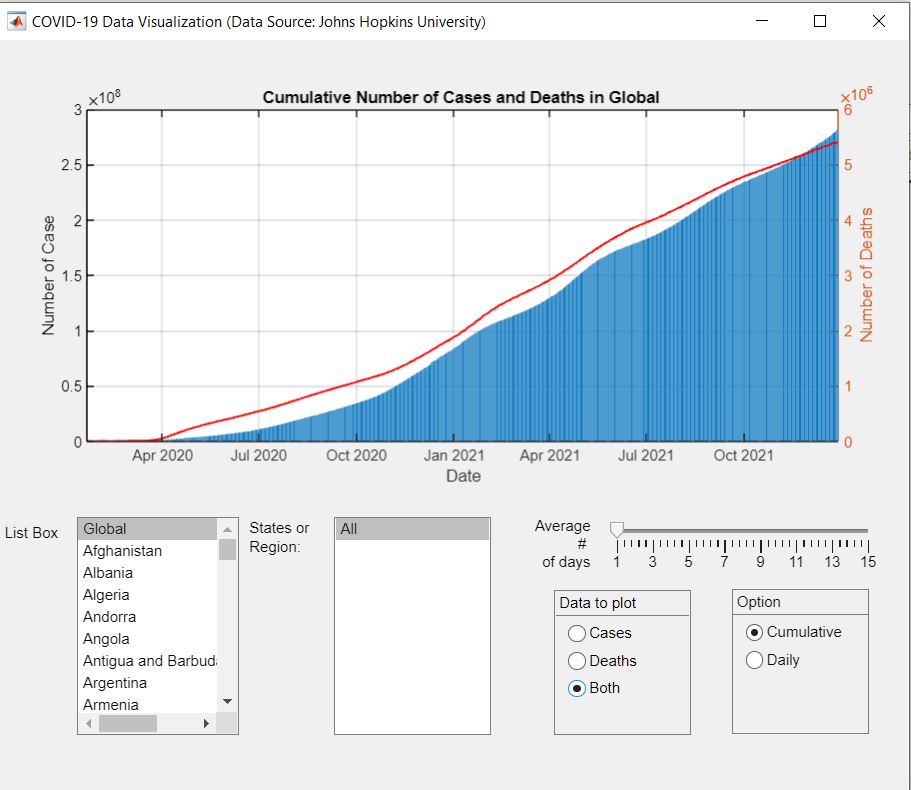 COVID-19 Data Visualization (Data Source: Johns Hopkins University)
Cumulative Number of Cases and Deaths in Global
×10^8
×10^6
3
2.5
2
1.5
1
0.5
0
Number of Case
6
5
4
3
2
1
0
Number of Deaths
Apr 2020 Jul 2020 Oct 2020 Jan 2021 Apr 2021 Jul 2021 Oct 2021
Date
List Box
Global
Afghanistan
Albania
Algeria
Andorra
Angola
Antigua and Barbud
Argentina
Armenia
States or
Region:
All
Average
#
of days
1 3 5 7 9 11 13 15
Data to plot
Cases
Deaths
Both
Option
Cumulative
Daily